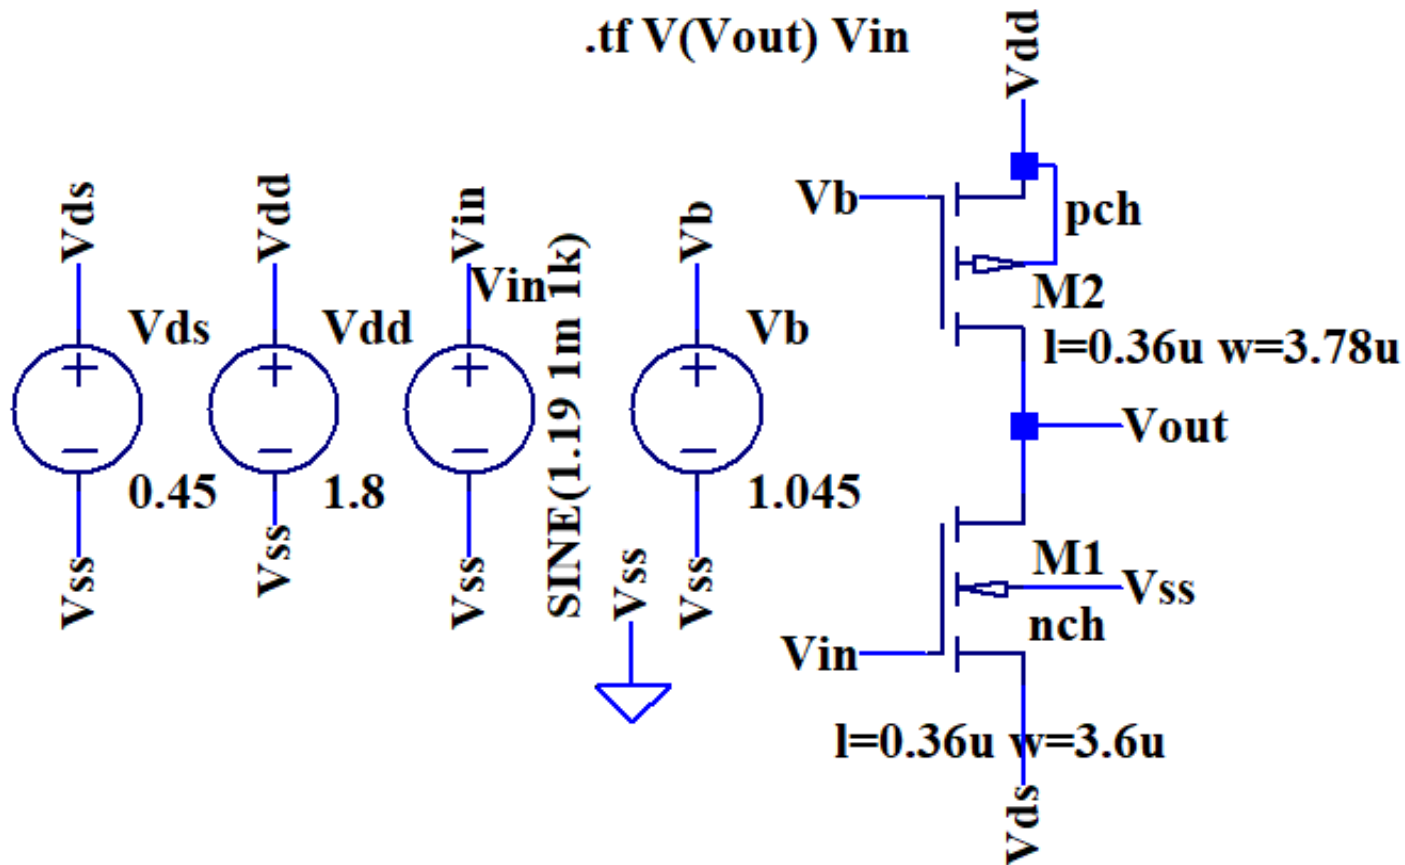 .tf V(Vout) Vin
Vdd
Vds
Vdd
Vin
Vb
Vb
pch
M2
l=0.36u w=3.78u
Vds
Vdd
Vin
SINE(1.19 1m 1k)
Vb
0.45
1.8
1.045
Vss
Vss
Vss
Vss
Vss
Vout
M1
Vss
nch
Vin
l=0.36u w=3.6u
Vds